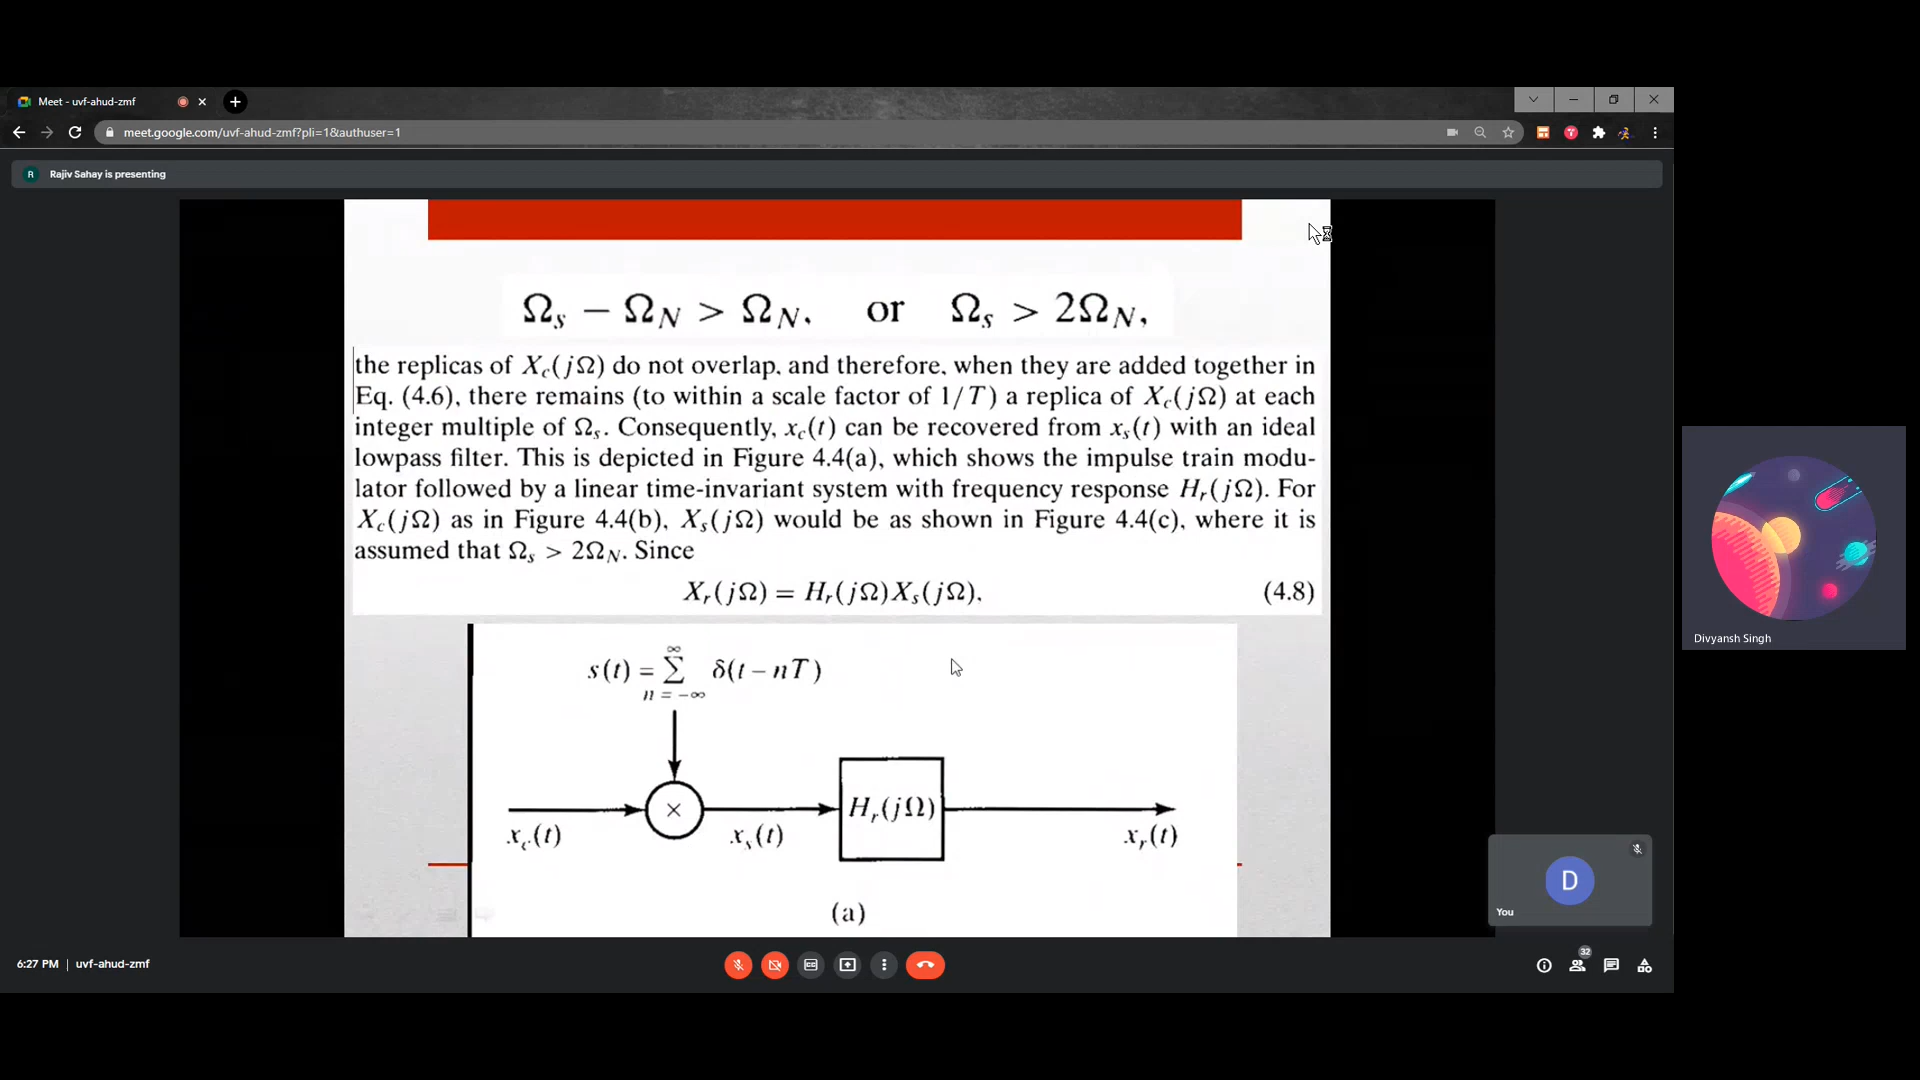 Meet - uvf-ahud-zmf
meet.google.com/uvf-ahud-zmf?pli=1&authuser=1
R Rajiv Sahay is presenting
Ωs − ΩN > ΩN, or Ωs > 2ΩN,
the replicas of Xc(jΩ) do not overlap, and therefore, when they are added together in
Eq. (4.6), there remains (to within a scale factor of 1/T) a replica of Xc(jΩ) at each
integer multiple of Ωs. Consequently, xc(t) can be recovered from xs(t) with an ideal
lowpass filter. This is depicted in Figure 4.4(a), which shows the impulse train modu-
lator followed by a linear time-invariant system with frequency response Hr(jΩ). For
Xc(jΩ) as in Figure 4.4(b), Xs(jΩ) would be as shown in Figure 4.4(c), where it is
assumed that Ωs > 2ΩN. Since
Xr(jΩ) = Hr(jΩ)Xs(jΩ), (4.8)
s(t) = ∑ δ(t − nT)
∞
n = −∞
×
Hr(jΩ)
xc(t)
xs(t)
xr(t)
(a)
Divyansh Singh
D
You
6:27 PM | uvf-ahud-zmf
32